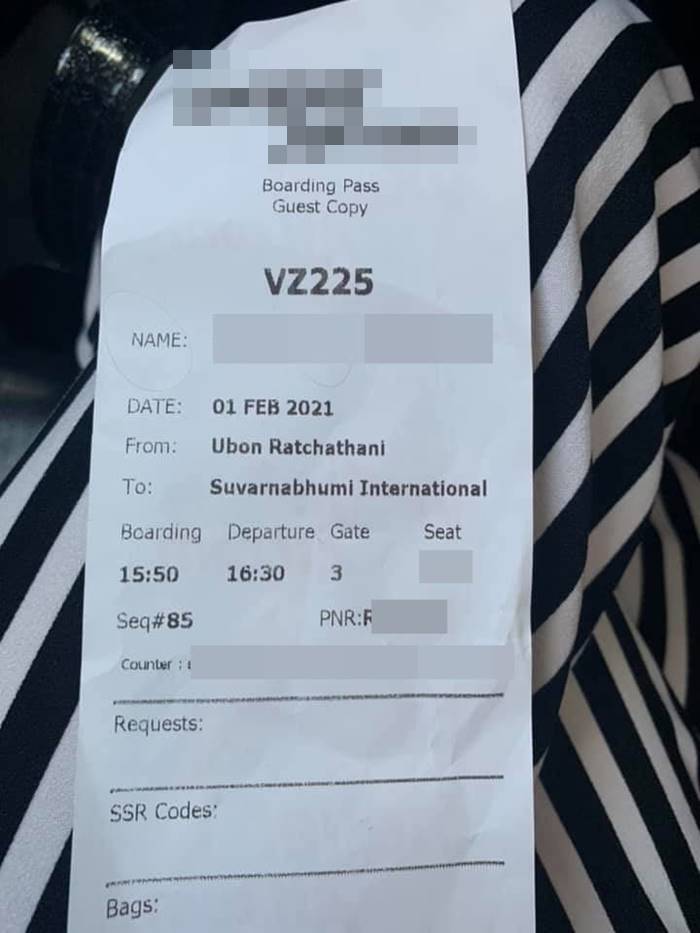 Boarding Pass
Guest Copy
VZ225
NAME:
DATE: 01 FEB 2021
From: Ubon Ratchathani
To: Suvarnabhumi International
Boarding Departure Gate Seat
15:50 16:30 3
Seq#85 PNR:R
Counter :
Requests:
SSR Codes:
Bags: